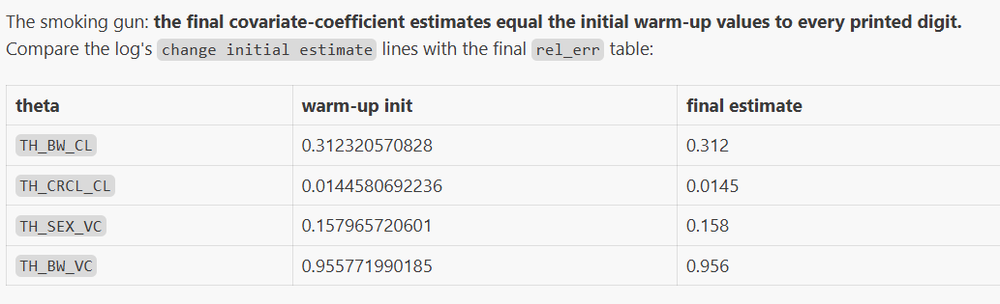 The smoking gun: the final covariate-coefficient estimates equal the initial warm-up values to every printed digit.
Compare the log's change initial estimate lines with the final rel_err table:
theta warm-up init final estimate
TH_BW_CL 0.312320570828 0.312
TH_CRCL_CL 0.0144580692236 0.0145
TH_SEX_VC 0.157965720601 0.158
TH_BW_VC 0.955771990185 0.956